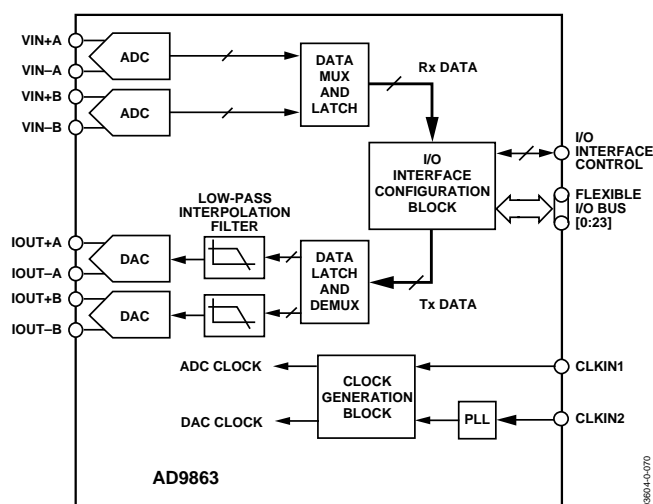 VIN+A
VIN–A
VIN+B
VIN–B
ADC
ADC
DATA
MUX
AND
LATCH
Rx DATA
I/O
INTERFACE
CONFIGURATION
BLOCK
I/O
INTERFACE
CONTROL
FLEXIBLE
I/O BUS
[0:23]
LOW-PASS
INTERPOLATION
FILTER
IOUT+A
IOUT–A
IOUT+B
IOUT–B
DAC
DAC
DATA
LATCH
AND
DEMUX
Tx DATA
ADC CLOCK
DAC CLOCK
CLOCK
GENERATION
BLOCK
PLL
CLKIN1
CLKIN2
AD9863
03604-0-070